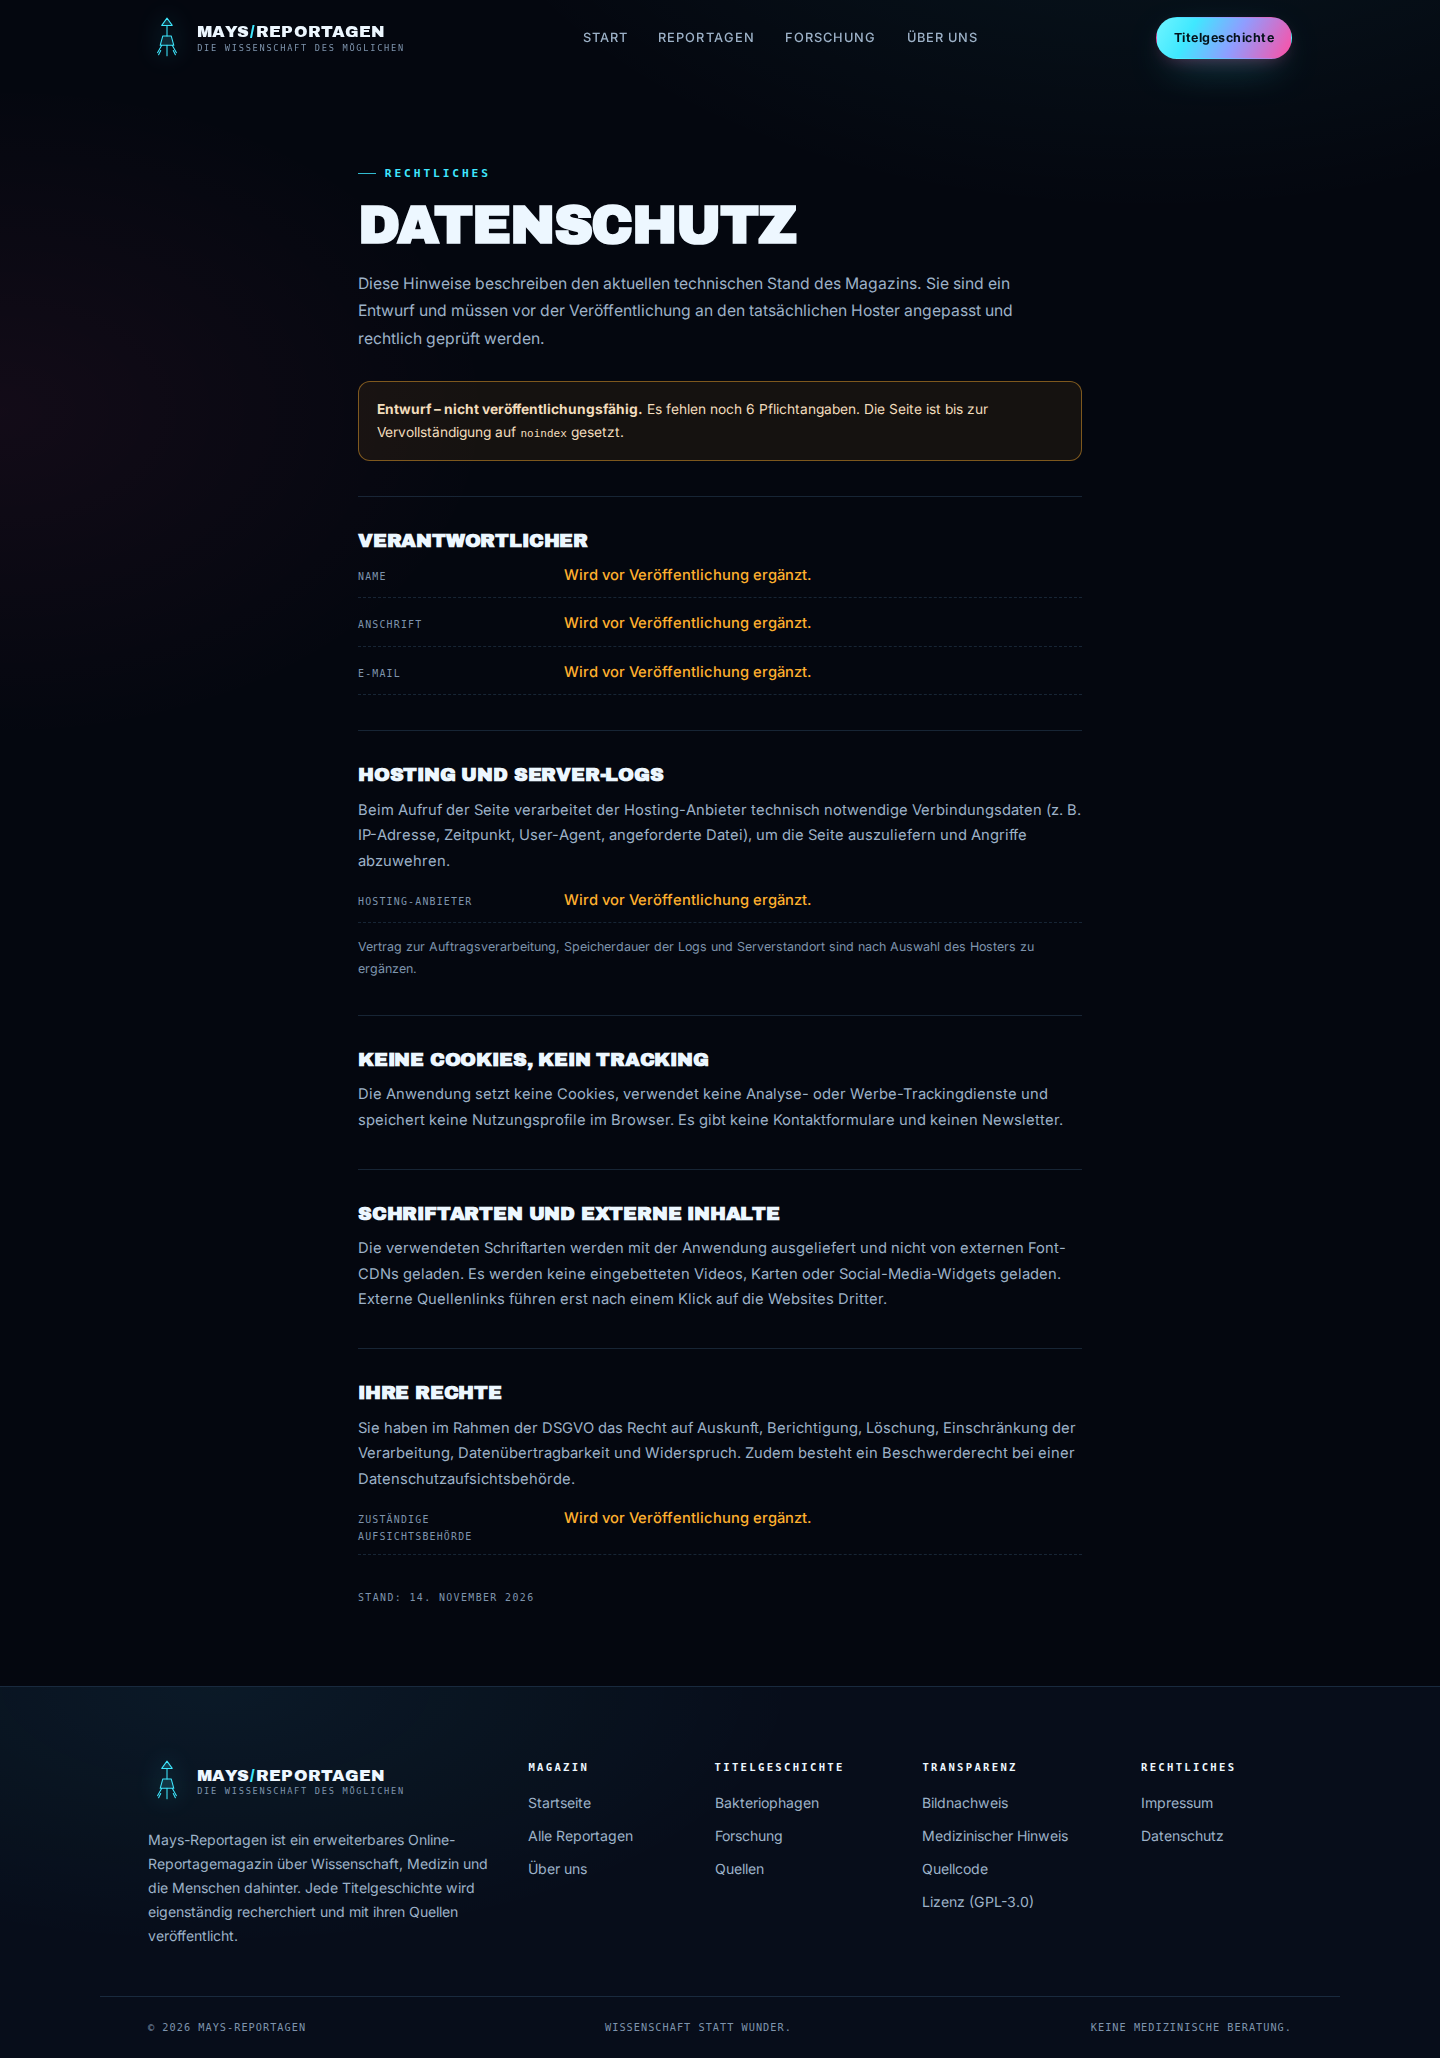 MAYS/REPORTAGEN
DIE WISSENSCHAFT DES MÖGLICHEN
START
REPORTAGEN
FORSCHUNG
ÜBER UNS
Titelgeschichte
RECHTLICHES
DATENSCHUTZ
Diese Hinweise beschreiben den aktuellen technischen Stand des Magazins. Sie sind ein
Entwurf und müssen vor der Veröffentlichung an den tatsächlichen Hoster angepasst und
rechtlich geprüft werden.
Entwurf – nicht veröffentlichungsfähig. Es fehlen noch 6 Pflichtangaben. Die Seite ist bis zur
Vervollständigung auf noindex gesetzt.
VERANTWORTLICHER
NAME
Wird vor Veröffentlichung ergänzt.
ANSCHRIFT
Wird vor Veröffentlichung ergänzt.
E-MAIL
Wird vor Veröffentlichung ergänzt.
HOSTING UND SERVER-LOGS
Beim Aufruf der Seite verarbeitet der Hosting-Anbieter technisch notwendige Verbindungsdaten (z. B.
IP-Adresse, Zeitpunkt, User-Agent, angeforderte Datei), um die Seite auszuliefern und Angriffe
abzuwehren.
HOSTING-ANBIETER
Wird vor Veröffentlichung ergänzt.
Vertrag zur Auftragsverarbeitung, Speicherdauer der Logs und Serverstandort sind nach Auswahl des Hosters zu
ergänzen.
KEINE COOKIES, KEIN TRACKING
Die Anwendung setzt keine Cookies, verwendet keine Analyse- oder Werbe-Trackingdienste und
speichert keine Nutzungsprofile im Browser. Es gibt keine Kontaktformulare und keinen Newsletter.
SCHRIFTARTEN UND EXTERNE INHALTE
Die verwendeten Schriftarten werden mit der Anwendung ausgeliefert und nicht von externen Font-
CDNs geladen. Es werden keine eingebetteten Videos, Karten oder Social-Media-Widgets geladen.
Externe Quellenlinks führen erst nach einem Klick auf die Websites Dritter.
IHRE RECHTE
Sie haben im Rahmen der DSGVO das Recht auf Auskunft, Berichtigung, Löschung, Einschränkung der
Verarbeitung, Datenübertragbarkeit und Widerspruch. Zudem besteht ein Beschwerderecht bei einer
Datenschutzaufsichtsbehörde.
ZUSTÄNDIGE
AUFSICHTSBEHÖRDE
Wird vor Veröffentlichung ergänzt.
STAND: 14. NOVEMBER 2026
MAYS/REPORTAGEN
DIE WISSENSCHAFT DES MÖGLICHEN
Mays-Reportagen ist ein erweiterbares Online-
Reportagemagazin über Wissenschaft, Medizin und
die Menschen dahinter. Jede Titelgeschichte wird
eigenständig recherchiert und mit ihren Quellen
veröffentlicht.
MAGAZIN
Startseite
Alle Reportagen
Über uns
TITELGESCHICHTE
Bakteriophagen
Forschung
Quellen
TRANSPARENZ
Bildnachweis
Medizinischer Hinweis
Quellcode
Lizenz (GPL-3.0)
RECHTLICHES
Impressum
Datenschutz
© 2026 MAYS-REPORTAGEN
WISSENSCHAFT STATT WUNDER.
KEINE MEDIZINISCHE BERATUNG.